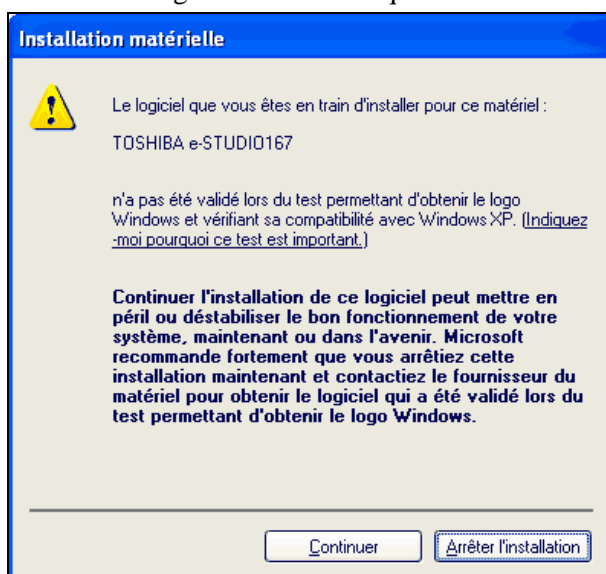 Installation matérielle
Le logiciel que vous êtes en train d'installer pour ce matériel :
TOSHIBA e-STUDIO167
n'a pas été validé lors du test permettant d'obtenir le logo
Windows et vérifiant sa compatibilité avec Windows XP. (Indiquez
-moi pourquoi ce test est important.)
Continuer l'installation de ce logiciel peut mettre en
péril ou déstabiliser le bon fonctionnement de votre
système, maintenant ou dans l'avenir. Microsoft
recommande fortement que vous arrêtiez cette
installation maintenant et contactiez le fournisseur du
matériel pour obtenir le logiciel qui a été validé lors du
test permettant d'obtenir le logo Windows.
Continuer
Arrêter l'installation